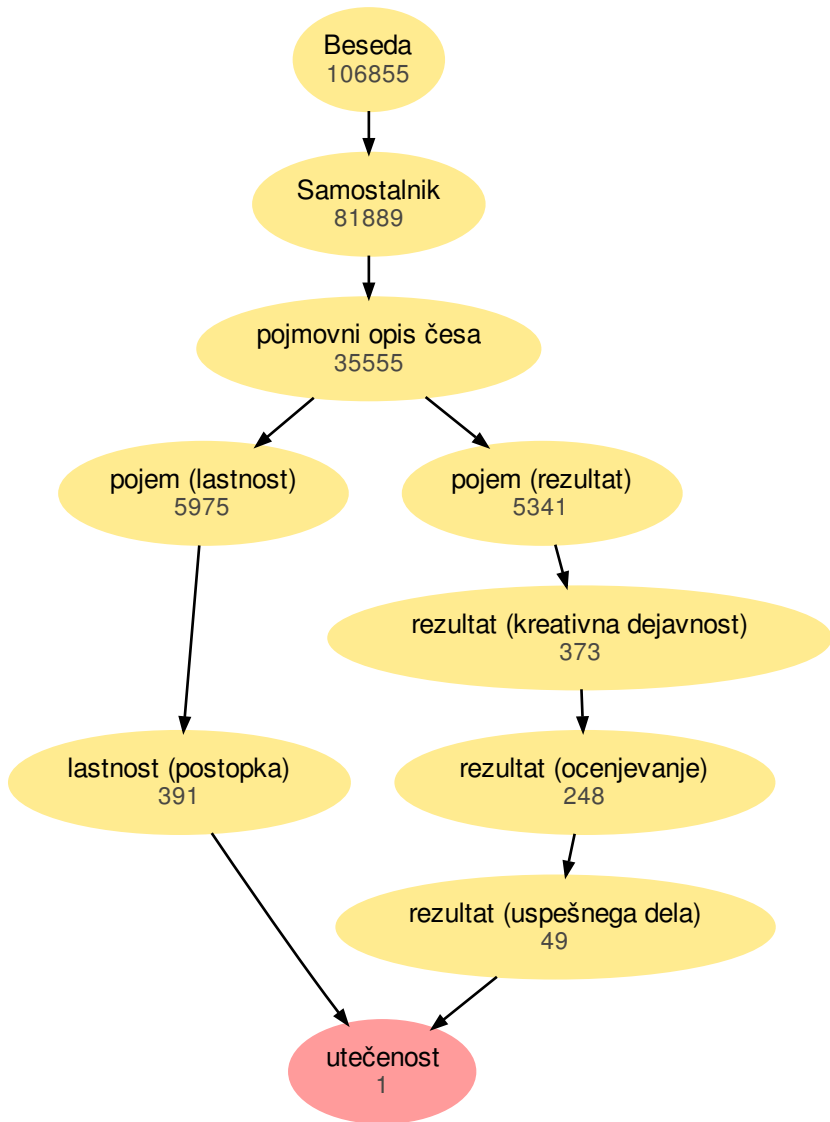 Beseda
106855
Samostalnik
81889
pojmovni opis česa
35555
pojem (lastnost)
5975
pojem (rezultat)
5341
rezultat (kreativna dejavnost)
373
lastnost (postopka)
391
rezultat (ocenjevanje)
248
rezultat (uspešnega dela)
49
utečenost
1